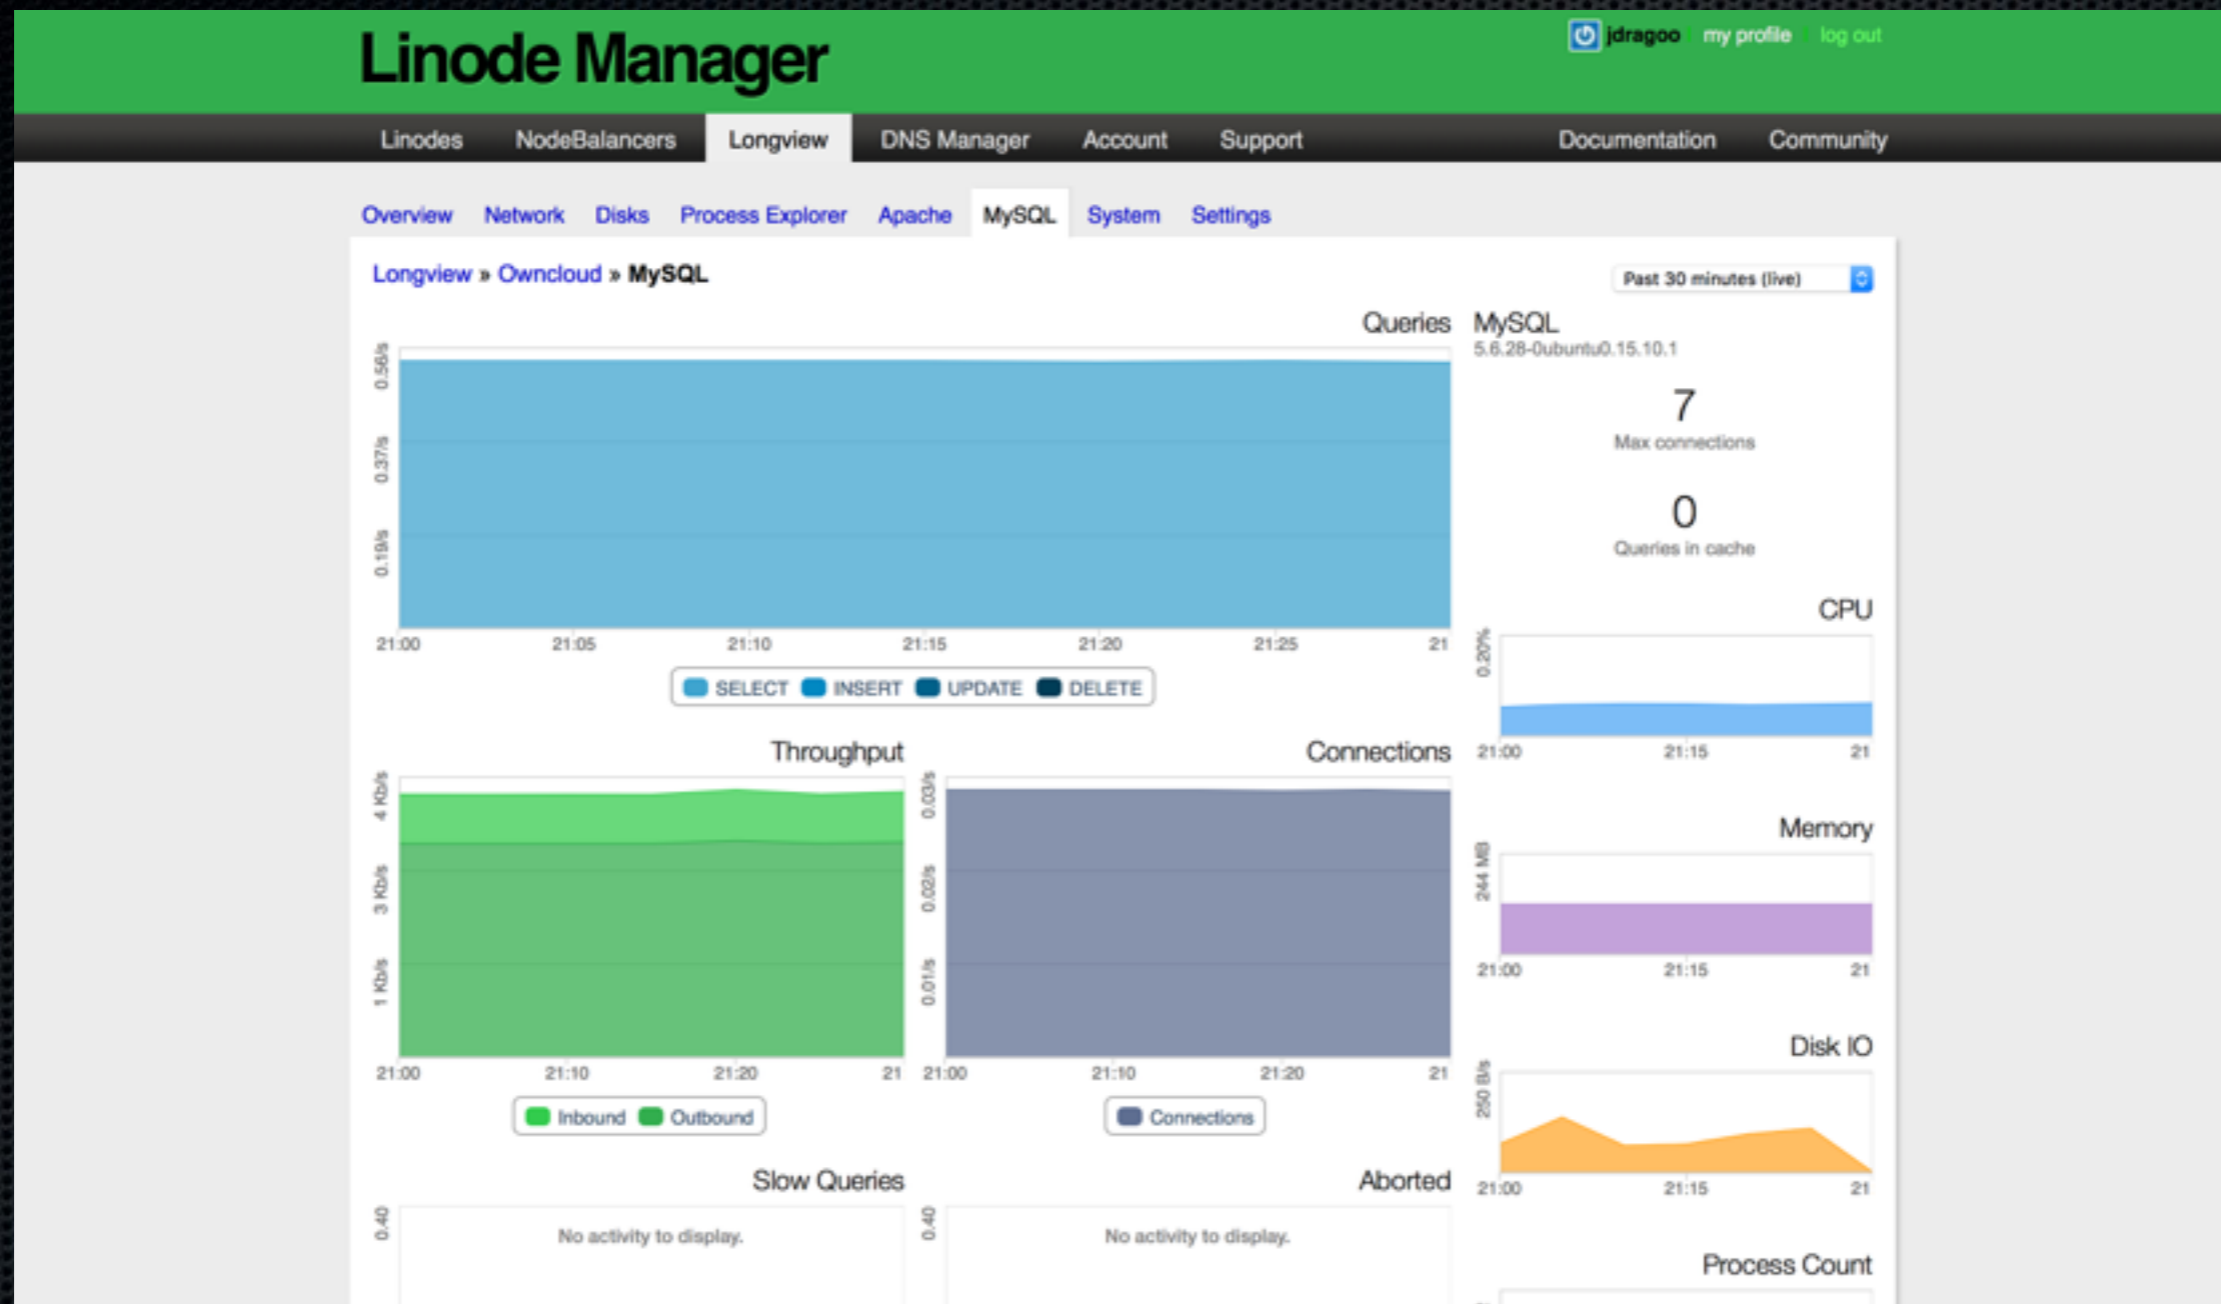 Linode Manager
jdragoo my profile log out
Linodes NodeBalancers Longview DNS Manager Account Support Documentation Community
Overview Network Disks Process Explorer Apache MySQL System Settings
Longview » Owncloud » MySQL
Past 30 minutes (live)
Queries
0.56/s
0.37/s
0.19/s
21:00 21:05 21:10 21:15 21:20 21:25 21
SELECT INSERT UPDATE DELETE
MySQL
5.6.28-0ubuntu0.15.10.1
7
Max connections
0
Queries in cache
CPU
0.20%
21:00 21:15 21
Throughput
4 Kb/s
3 Kb/s
1 Kb/s
21:00 21:10 21:20 21
Inbound Outbound
Connections
0.03/s
0.02/s
0.01/s
21:00 21:10 21:20 21
Connections
Memory
244 MB
21:00 21:15 21
Disk IO
250 B/s
21:00 21:15 21
Slow Queries
0.40
No activity to display.
Aborted
0.40
No activity to display.
Process Count